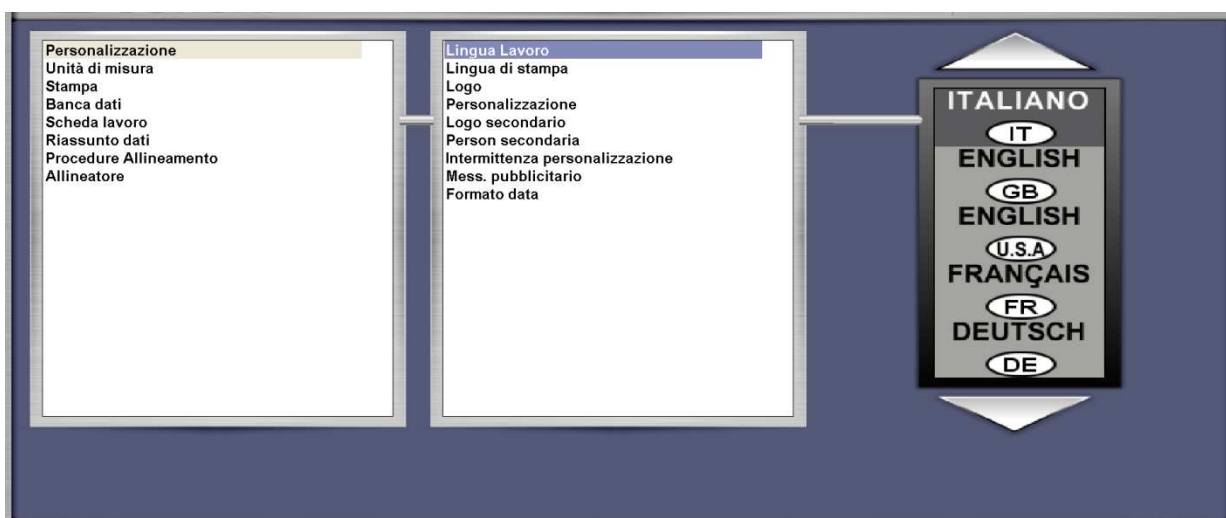 Personalizzazione
Unità di misura
Stampa
Banca dati
Scheda lavoro
Riassunto dati
Procedure Allineamento
Allineatore
Lingua Lavoro
Lingua di stampa
Logo
Personalizzazione
Logo secondario
Person secondaria
Intermittenza personalizzazione
Mess. pubblicitario
Formato data
ITALIANO
IT
ENGLISH
GB
ENGLISH
U.S.A
FRANÇAIS
FR
DEUTSCH
DE